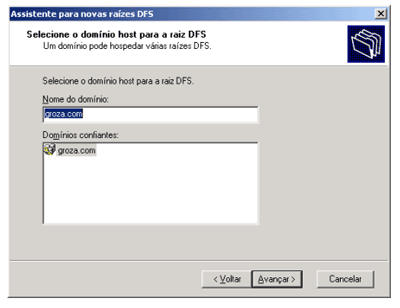 Assistente para novas raízes DFS
Selecione o domínio host para a raiz DFS
Um domínio pode hospedar várias raízes DFS.
Selecione o domínio host para a raiz DFS.
Nome do domínio:
groza.com
Domínios confiantes:
groza.com
< Voltar
Avançar >
Cancelar